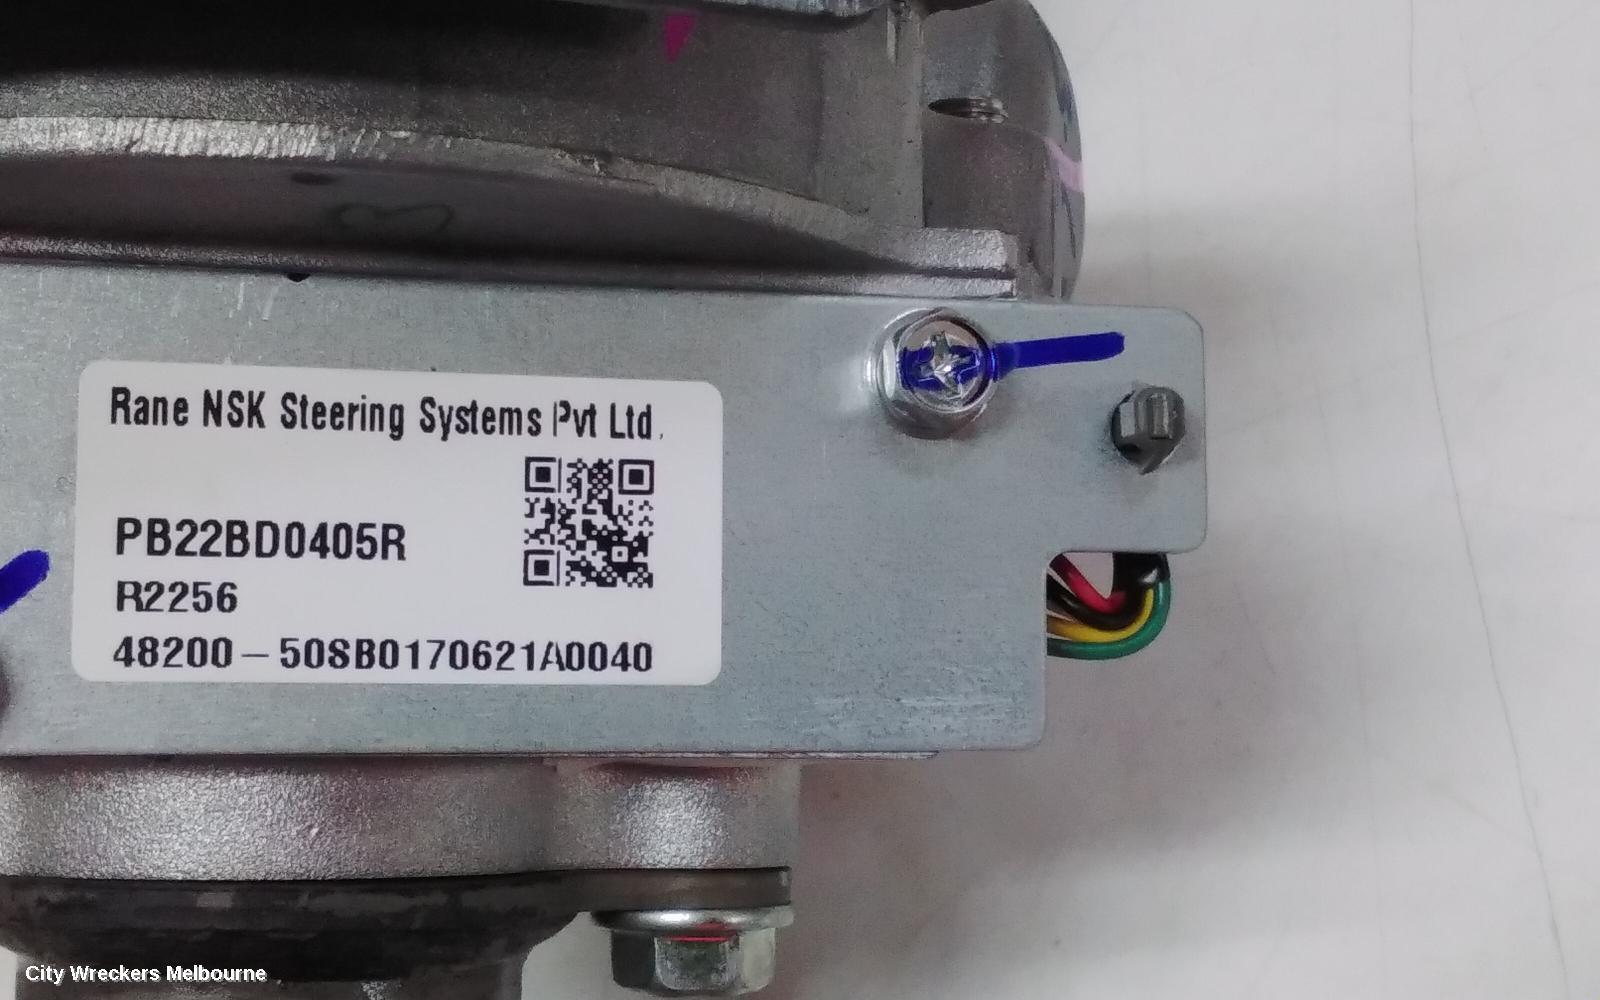 Rane NSK Steering Systems Pvt Ltd.
PB22BD0405R
R2256
48200-50SB0170621A0040
City Wreckers Melbourne